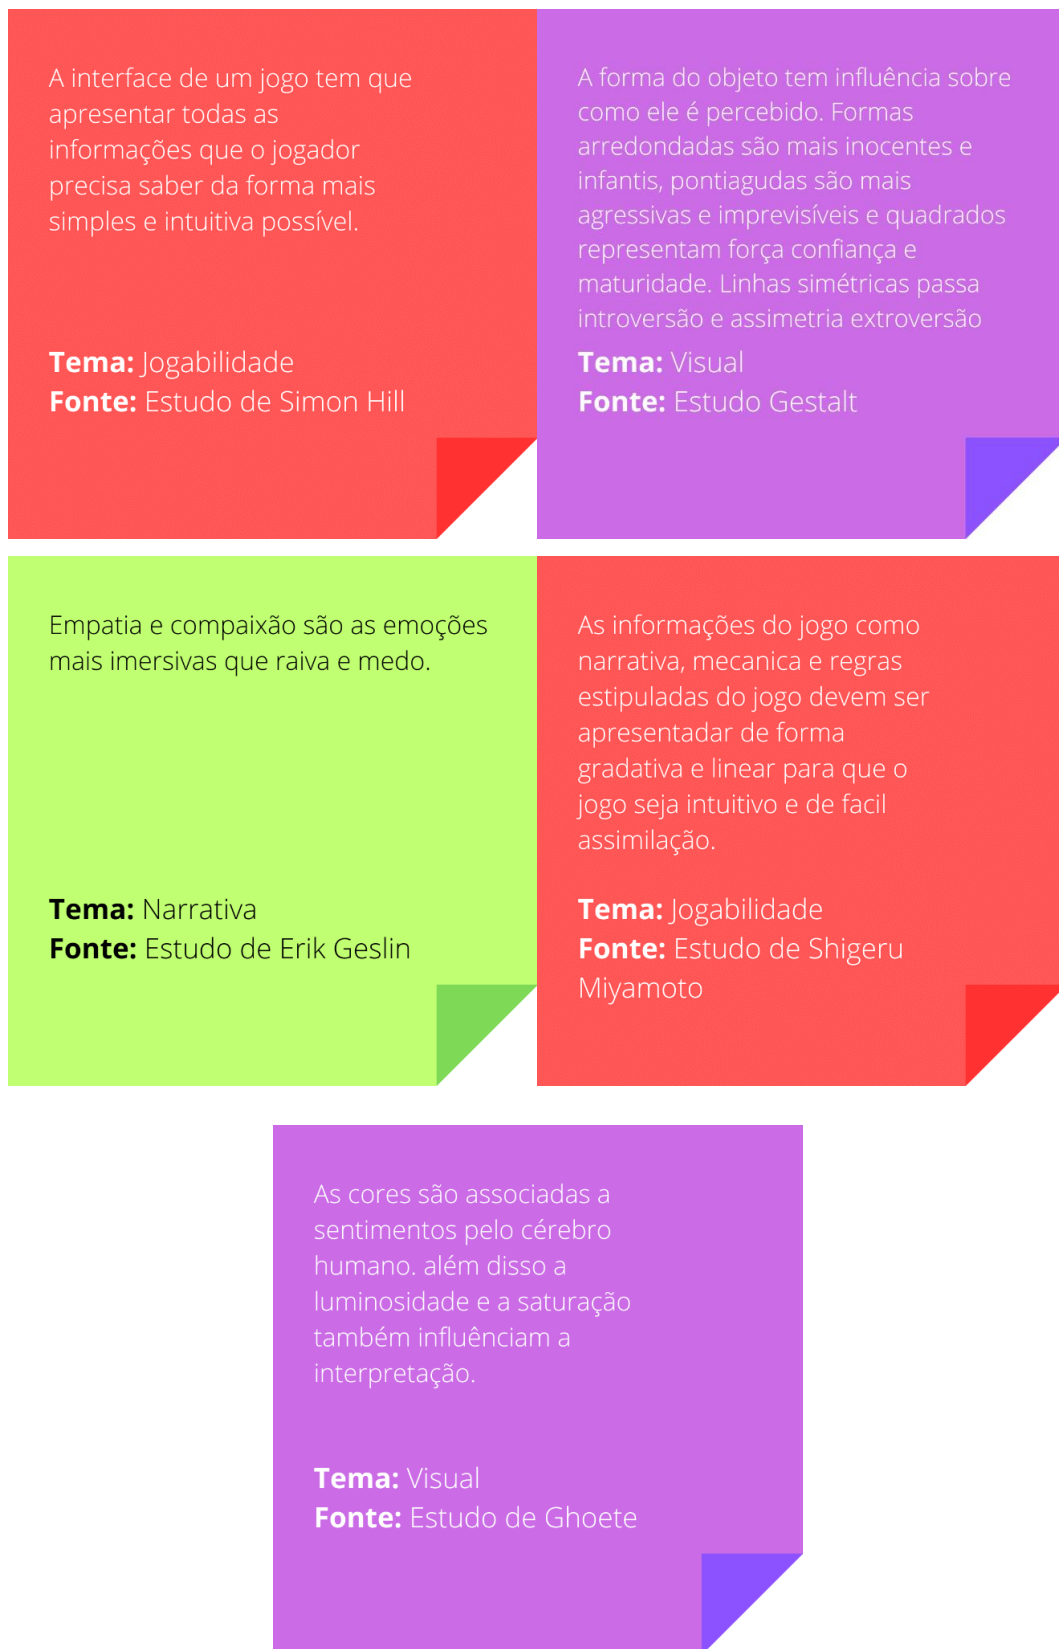 A interface de um jogo tem que
apresentar todas as
informações que o jogador
precisa saber da forma mais
simples e intuitiva possível.
Tema: Jogabilidade
Fonte: Estudo de Simon Hill
A forma do objeto tem influência sobre
como ele é percebido. Formas
arredondadas são mais inocentes e
infantis, pontiagudas são mais
agressivas e imprevisíveis e quadrados
representam força confiança e
maturidade. Linhas simétricas passa
introversão e assimetria extroversão
Tema: Visual
Fonte: Estudo Gestalt
Empatia e compaixão são as emoções
mais imersivas que raiva e medo.
Tema: Narrativa
Fonte: Estudo de Erik Geslin
As informações do jogo como
narrativa, mecanica e regras
estipuladas do jogo devem ser
apresentadar de forma
gradativa e linear para que o
jogo seja intuitivo e de facil
assimilação.
Tema: Jogabilidade
Fonte: Estudo de Shigeru
Miyamoto
As cores são associadas a
sentimentos pelo cérebro
humano. além disso a
luminosidade e a saturação
também influênciam a
interpretação.
Tema: Visual
Fonte: Estudo de Ghoete